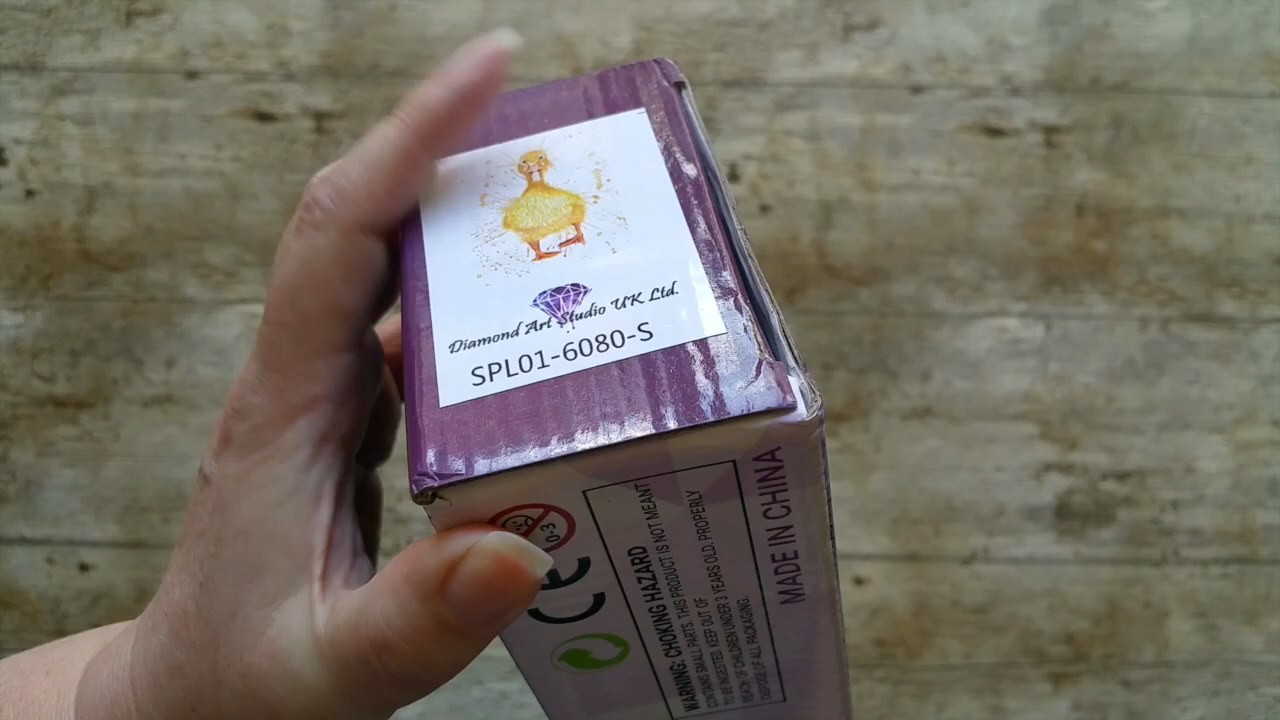 Diamond Art Studio UK Ltd.
SPL01-6080-S
0-3
CE
WARNING: CHOKING HAZARD
CONTAINS SMALL PARTS. THIS PRODUCT IS NOT MEANT
TO BE INGESTED. KEEP OUT OF
REACH OF CHILDREN UNDER 3 YEARS OLD. PROPERLY
DISPOSE OF ALL PACKAGING.
MADE IN CHINA